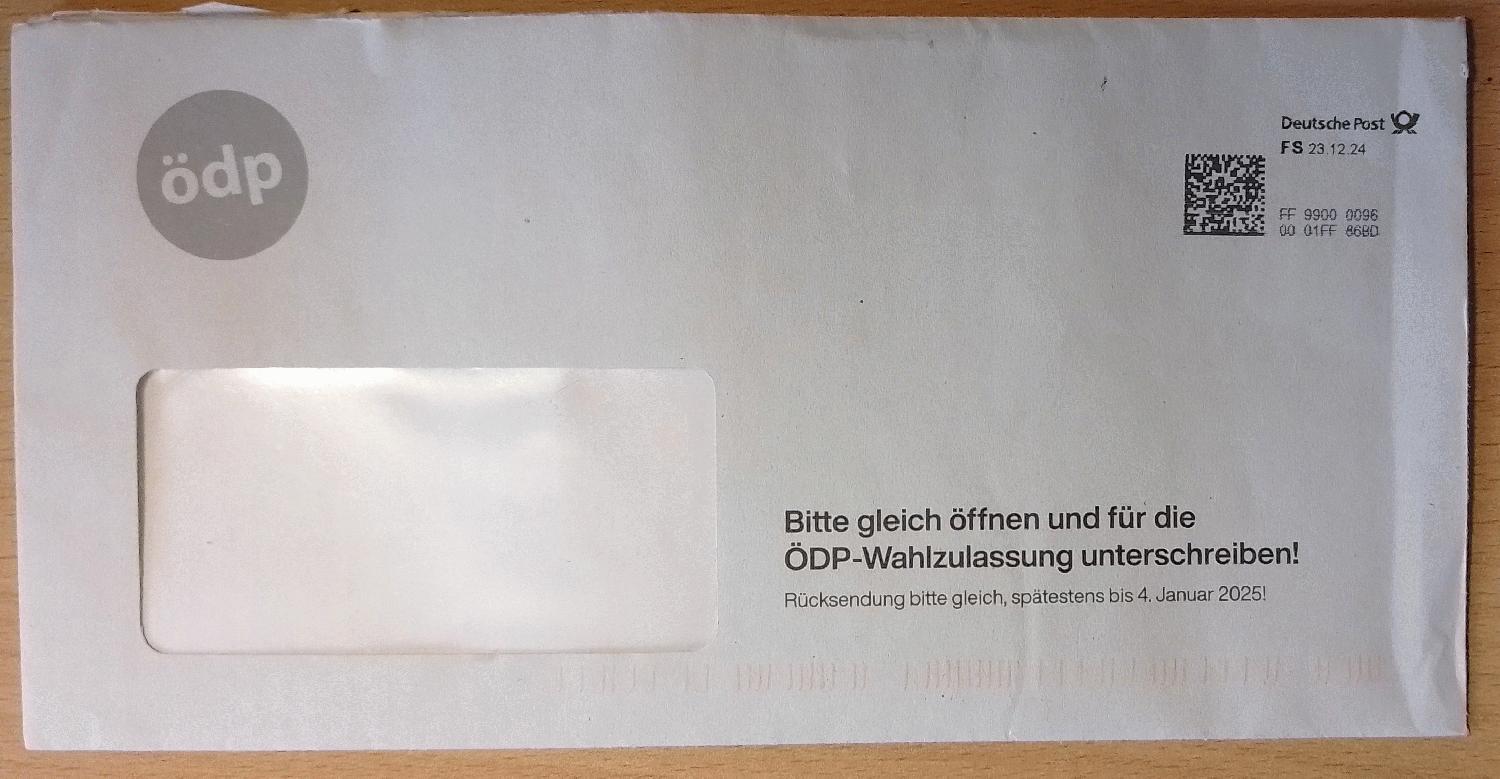 ödp
Deutsche Post
FS 23.12.24
FF 9900 0096
00 01FF 86BD
Bitte gleich öffnen und für die
ÖDP-Wahlzulassung unterschreiben!
Rücksendung bitte gleich, spätestens bis 4. Januar 2025!